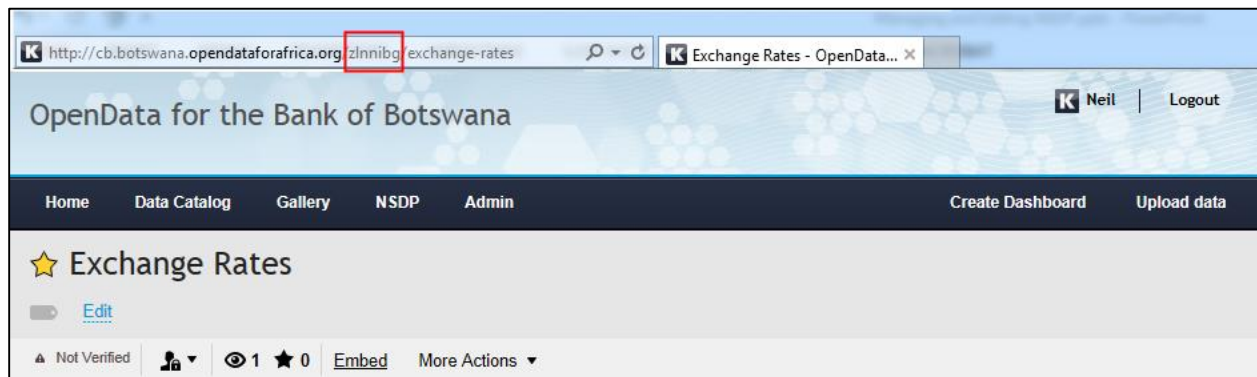 http://cb.botswana.opendataforafrica.org/zlnnibg/exchange-rates
Exchange Rates - OpenData...
OpenData for the Bank of Botswana
K Neil | Logout
Home Data Catalog Gallery NSDP Admin Create Dashboard Upload data
Exchange Rates
Edit
Not Verified 1 0 Embed More Actions